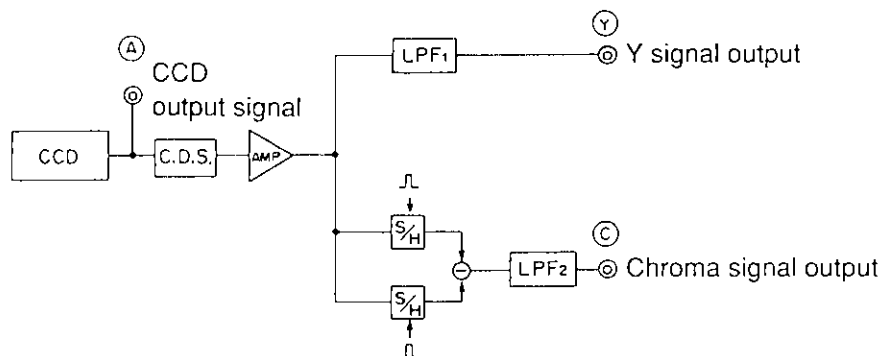 Ⓐ
CCD
output signal
CCD
C.D.S.
AMP
LPF1
Ⓨ
Y signal output
S/H
S/H
−
LPF2
Ⓒ
Chroma signal output